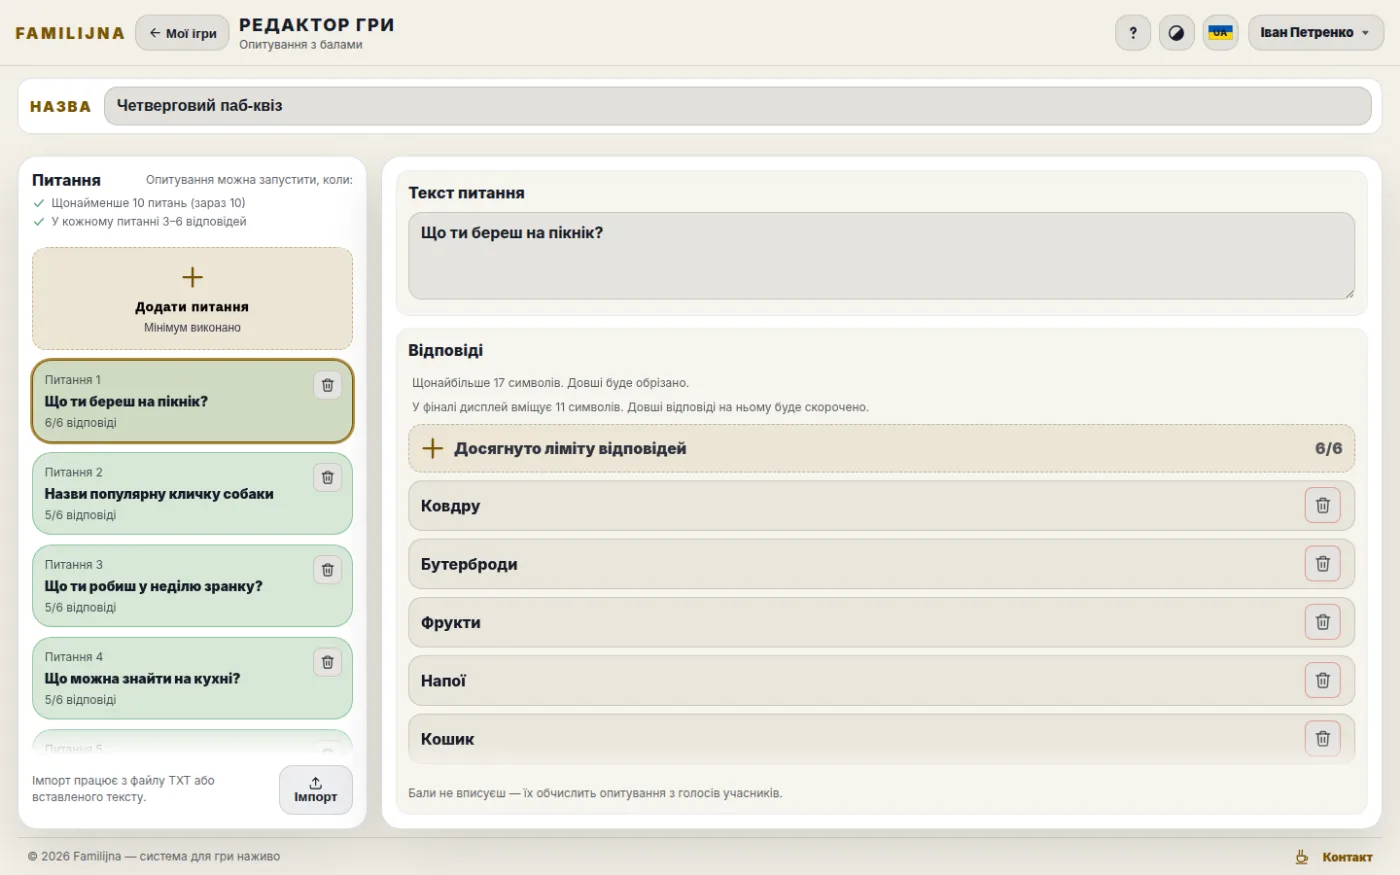 FAMILIJNA
← Мої ігри
РЕДАКТОР ГРИ
Опитування з балами
?
UA
Іван Петренко
НАЗВА
Четверговий паб-квіз
Питання
Опитування можна запустити, коли:
Щонайменше 10 питань (зараз 10)
У кожному питанні 3–6 відповідей
Додати питання
Мінімум виконано
Питання 1
Що ти береш на пікнік?
6/6 відповіді
Питання 2
Назви популярну кличку собаки
5/6 відповіді
Питання 3
Що ти робиш у неділю зранку?
5/6 відповіді
Питання 4
Що можна знайти на кухні?
5/6 відповіді
Питання 5
Імпорт працює з файлу TXT або
вставленого тексту.
Імпорт
Текст питання
Що ти береш на пікнік?
Відповіді
Щонайбільше 17 символів. Довші буде обрізано.
У фіналі дисплей вміщує 11 символів. Довші відповіді на ньому буде скорочено.
Досягнуто ліміту відповідей
6/6
Ковдру
Бутерброди
Фрукти
Напої
Кошик
Бали не вписуєш — їх обчислить опитування з голосів учасників.
© 2026 Familijna — система для гри наживо
Контакт